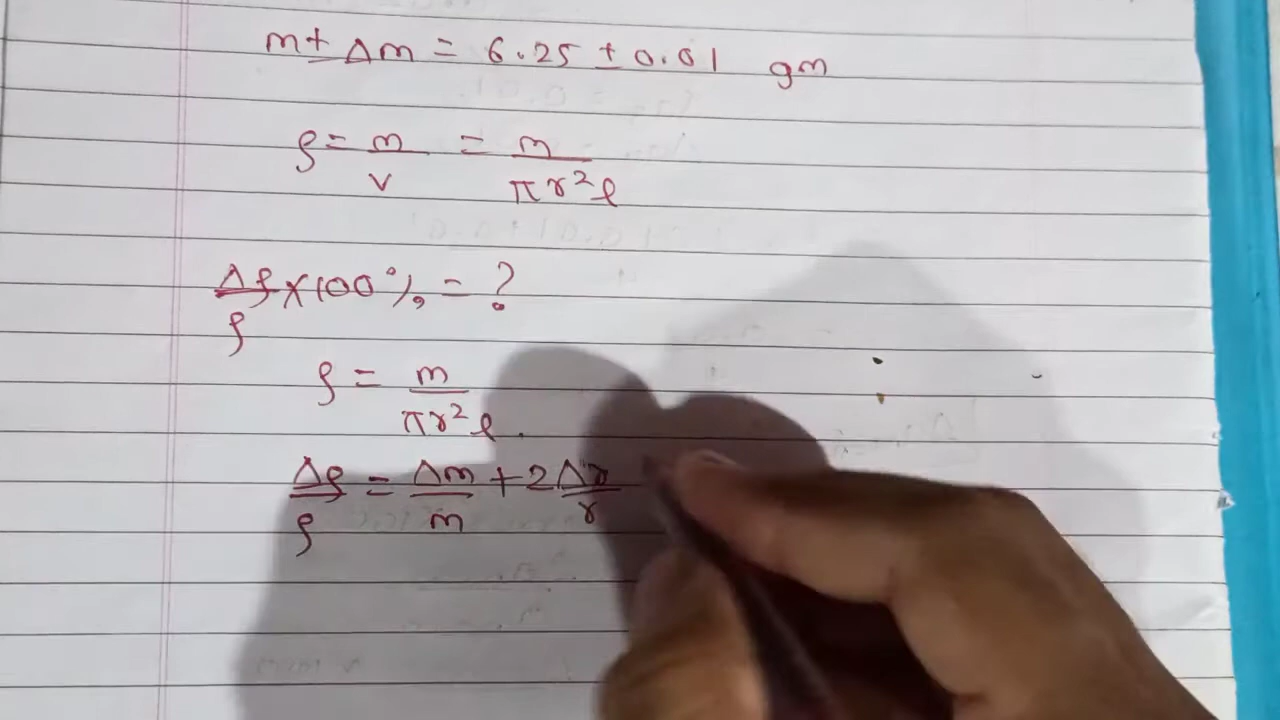 m ± Δm = 6.25 ± 0.01 gm
ρ = m/v = m/πr²l
Δρ/ρ × 100% = ?
ρ = m/πr²l
Δρ/ρ = Δm/m + 2Δr/r